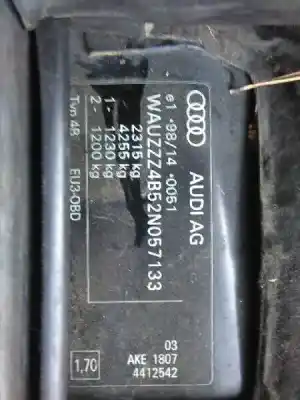 AUDI AG
e1 *98/14 *0051
WAUZZZ4B52N057133
2315 kg
4255 kg
1- 1230 kg
2- 1200 kg
Typ 4B EU3-OBD
03
AKE 1807
1,70 4412542